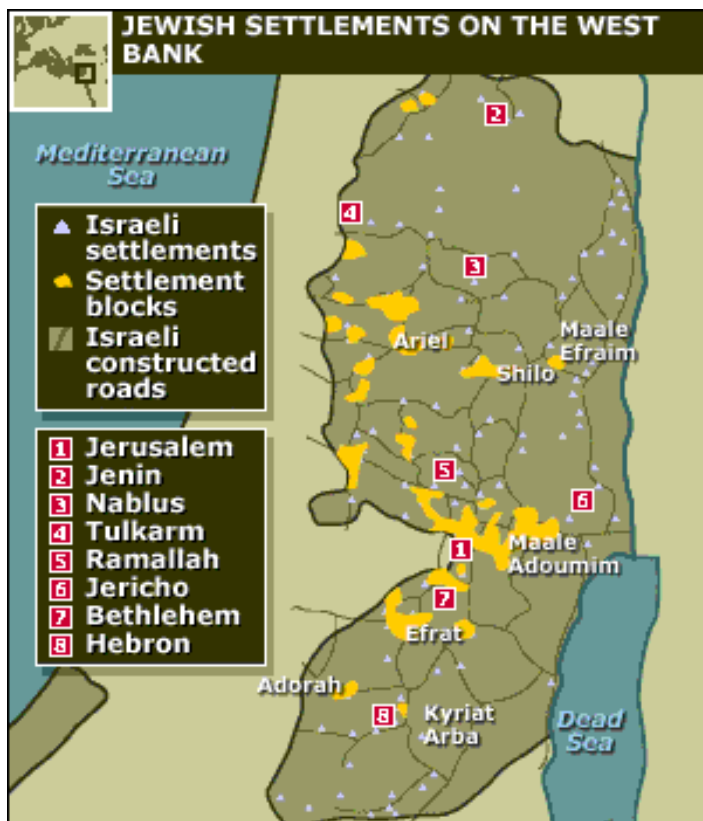 JEWISH SETTLEMENTS ON THE WEST
BANK
Mediterranean
Sea
Israeli
settlements
Settlement
blocks
Israeli
constructed
roads
1 Jerusalem
2 Jenin
3 Nablus
4 Tulkarm
5 Ramallah
6 Jericho
7 Bethlehem
8 Hebron
2
4
3
Ariel
Maale
Efraim
Shilo
5
6
1
Maale
Adoumim
7
Efrat
Adorah
8
Kyriat
Arba
Dead
Sea